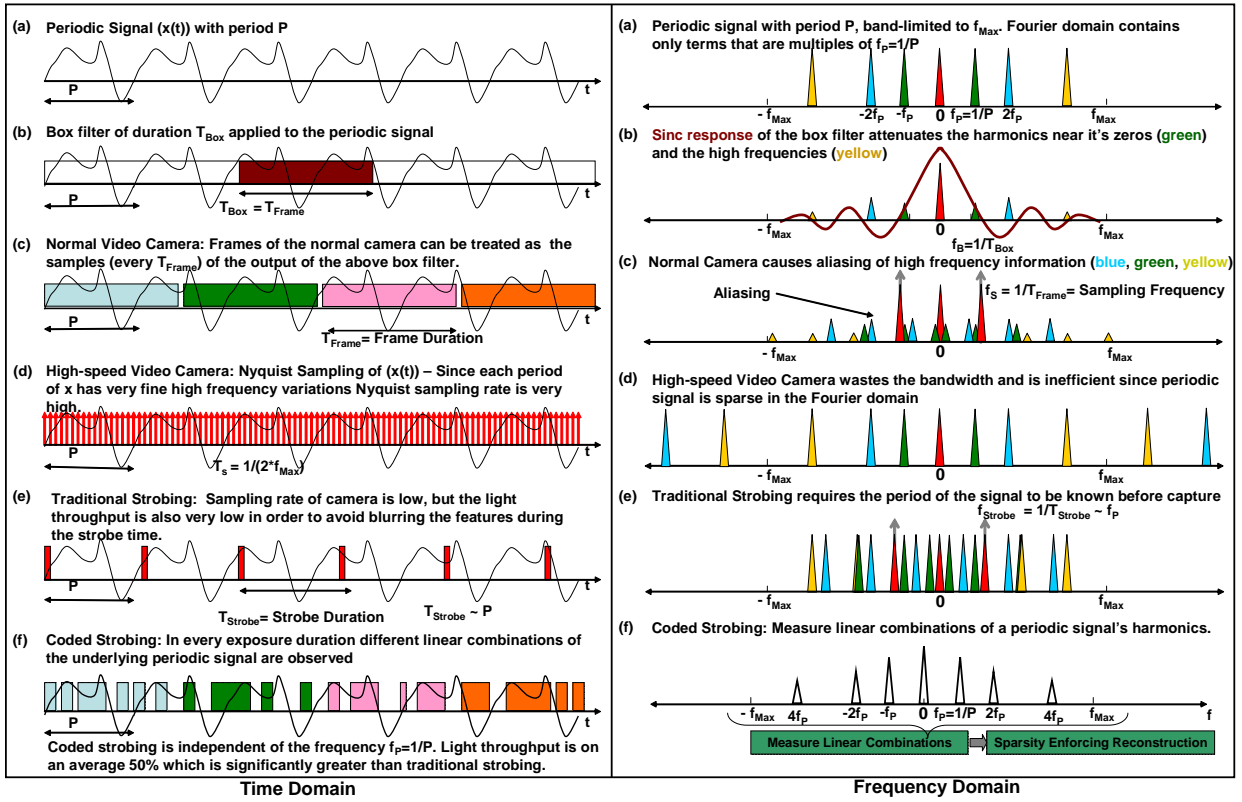 (a) Periodic Signal (x(t)) with period P
P
t
(b) Box filter of duration T_Box applied to the periodic signal
P
T_Box = T_Frame
t
(c) Normal Video Camera: Frames of the normal camera can be treated as the
samples (every T_Frame) of the output of the above box filter.
P
T_Frame= Frame Duration
t
(d) High-speed Video Camera: Nyquist Sampling of (x(t)) – Since each period
of x has very fine high frequency variations Nyquist sampling rate is very
high.
P
T_s = 1/(2*f_Max)
t
(e) Traditional Strobing: Sampling rate of camera is low, but the light
throughput is also very low in order to avoid blurring the features during
the strobe time.
P
T_Strobe= Strobe Duration
T_Strobe ~ P
t
(f) Coded Strobing: In every exposure duration different linear combinations of
the underlying periodic signal are observed
P
t
Coded strobing is independent of the frequency f_P=1/P. Light throughput is on
an average 50% which is significantly greater than traditional strobing.
Time Domain
(a) Periodic signal with period P, band-limited to f_Max. Fourier domain contains
only terms that are multiples of f_P=1/P
- f_Max -2f_P -f_P 0 f_P=1/P 2f_P f_Max
(b) Sinc response of the box filter attenuates the harmonics near it's zeros (green)
and the high frequencies (yellow)
- f_Max 0 f_Max
f_B=1/T_Box
(c) Normal Camera causes aliasing of high frequency information (blue, green, yellow)
f_S = 1/T_Frame= Sampling Frequency
Aliasing
- f_Max 0 f_Max
(d) High-speed Video Camera wastes the bandwidth and is inefficient since periodic
signal is sparse in the Fourier domain
- f_Max 0 f_Max
(e) Traditional Strobing requires the period of the signal to be known before capture
f_Strobe = 1/T_Strobe ~ f_P
- f_Max 0 f_Max
(f) Coded Strobing: Measure linear combinations of a periodic signal's harmonics.
- f_Max 4f_P -2f_P -f_P 0 f_P=1/P 2f_P 4f_P f_Max f
Measure Linear Combinations
Sparsity Enforcing Reconstruction
Frequency Domain